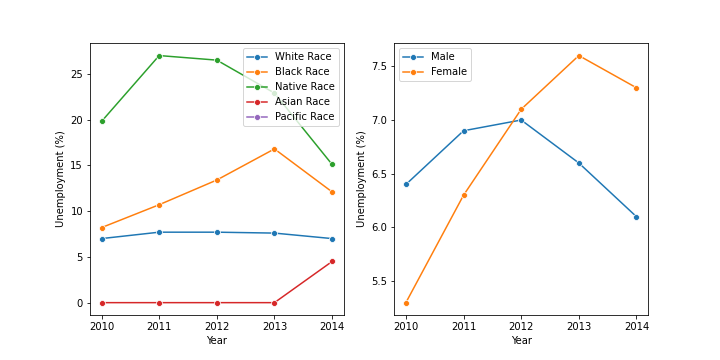 White Race
Black Race
Native Race
Asian Race
Pacific Race
25
20
15
10
5
0
Unemployment (%)
2010 2011 2012 2013 2014
Year
Male
Female
7.5
7.0
6.5
6.0
5.5
Unemployment (%)
2010 2011 2012 2013 2014
Year